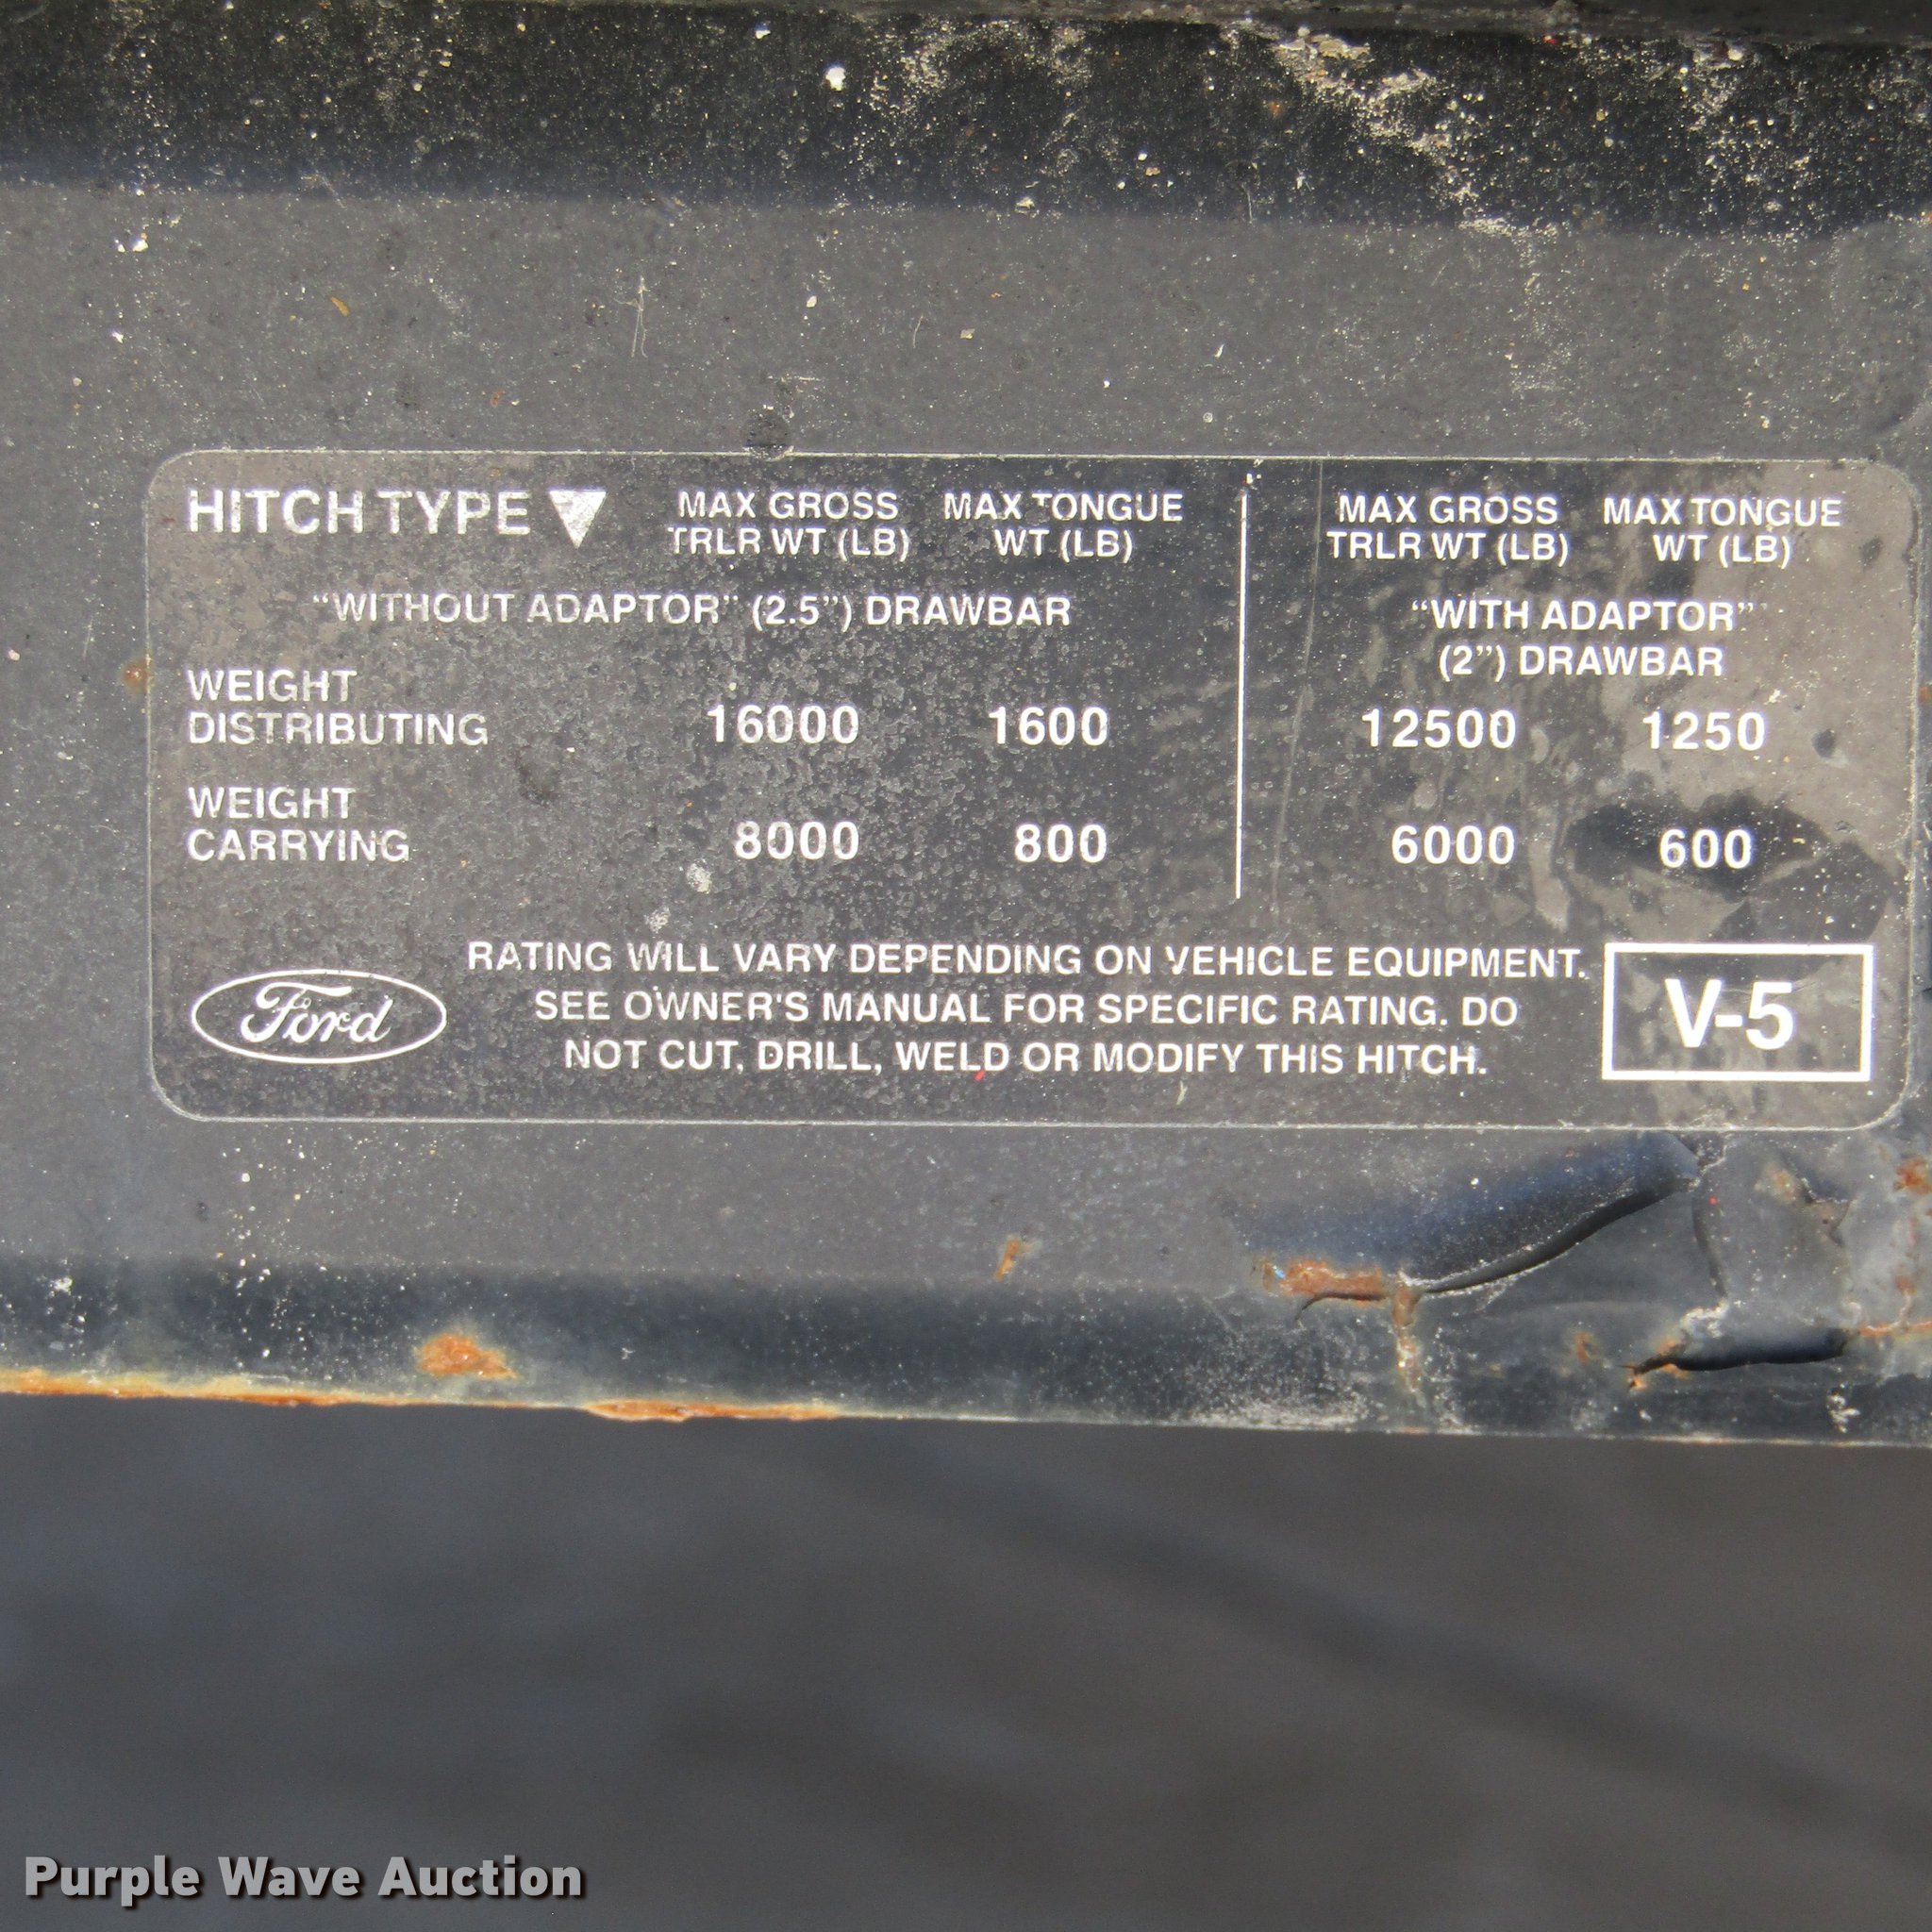 HITCH TYPE MAX GROSS TRLR WT (LB) MAX TONGUE WT (LB) MAX GROSS TRLR WT (LB) MAX TONGUE WT (LB)
“WITHOUT ADAPTOR” (2.5”) DRAWBAR
“WITH ADAPTOR”
(2”) DRAWBAR
WEIGHT
DISTRIBUTING 16000 1600 12500 1250
WEIGHT
CARRYING 8000 800 6000 600
Ford
RATING WILL VARY DEPENDING ON VEHICLE EQUIPMENT.
SEE OWNER'S MANUAL FOR SPECIFIC RATING. DO
NOT CUT, DRILL, WELD OR MODIFY THIS HITCH.
V-5
Purple Wave Auction